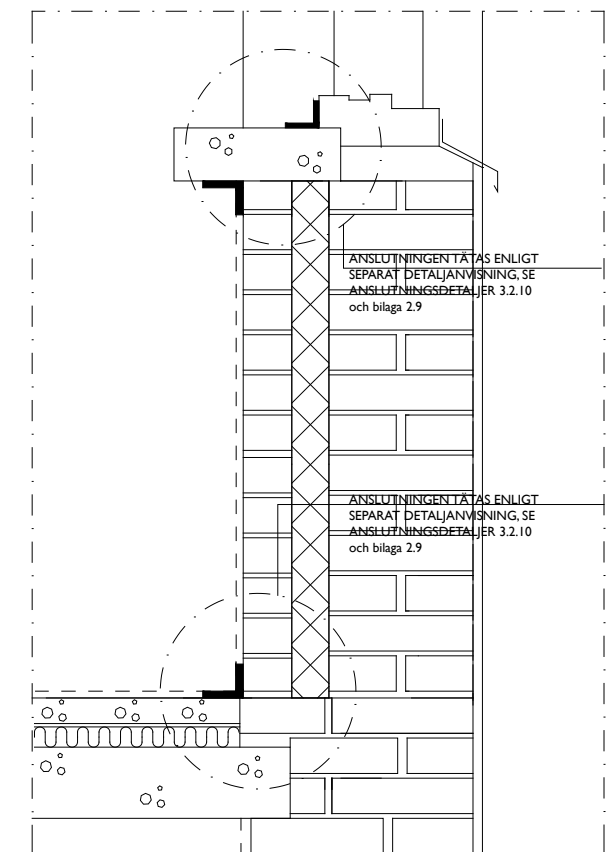 ANSLUTNINGEN TÄTAS ENLIGT
SEPARAT DETALJANVISNING, SE
ANSLUTNINGSDETALJER 3.2.10
och bilaga 2.9
ANSLUTNINGEN TÄTAS ENLIGT
SEPARAT DETALJANVISNING, SE
ANSLUTNINGSDETALJER 3.2.10
och bilaga 2.9